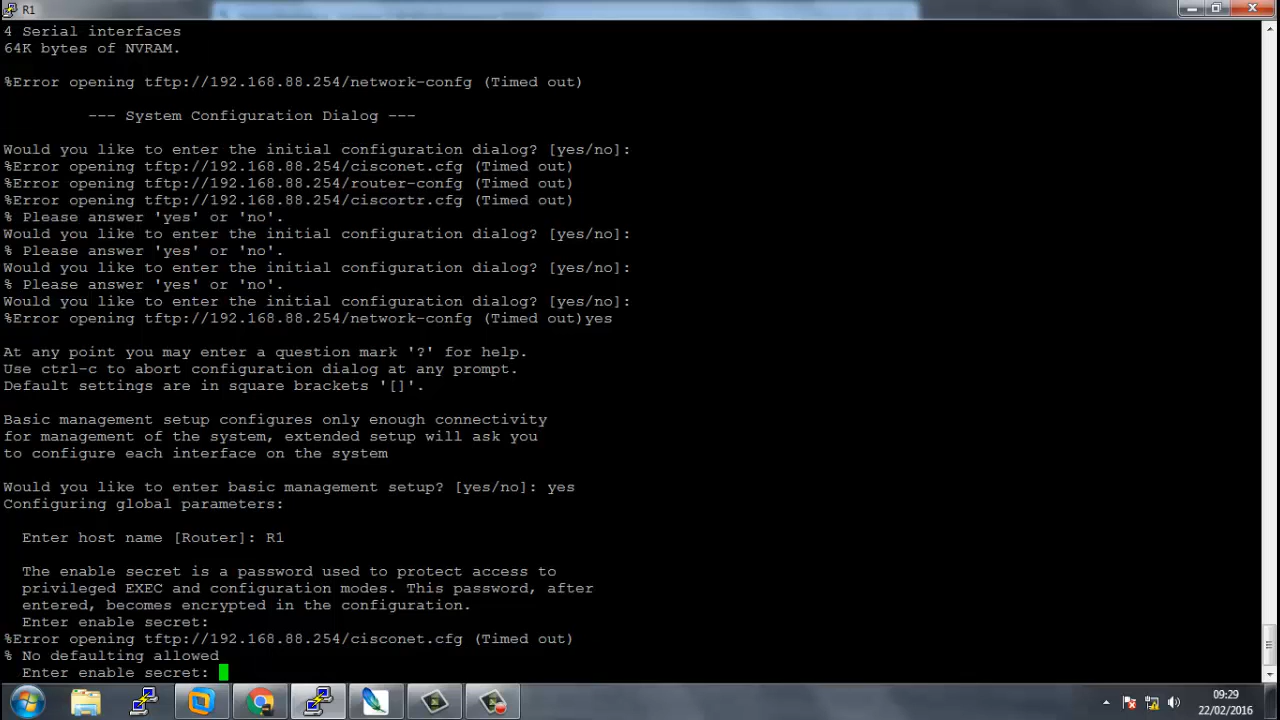 R1
4 Serial interfaces
64K bytes of NVRAM.
%Error opening tftp://192.168.88.254/network-confg (Timed out)
--- System Configuration Dialog ---
Would you like to enter the initial configuration dialog? [yes/no]:
%Error opening tftp://192.168.88.254/cisconet.cfg (Timed out)
%Error opening tftp://192.168.88.254/router-confg (Timed out)
%Error opening tftp://192.168.88.254/ciscortr.cfg (Timed out)
% Please answer 'yes' or 'no'.
Would you like to enter the initial configuration dialog? [yes/no]:
% Please answer 'yes' or 'no'.
Would you like to enter the initial configuration dialog? [yes/no]:
% Please answer 'yes' or 'no'.
Would you like to enter the initial configuration dialog? [yes/no]:
%Error opening tftp://192.168.88.254/network-confg (Timed out)yes
At any point you may enter a question mark '?' for help.
Use ctrl-c to abort configuration dialog at any prompt.
Default settings are in square brackets '[]'.
Basic management setup configures only enough connectivity
for management of the system, extended setup will ask you
to configure each interface on the system
Would you like to enter basic management setup? [yes/no]: yes
Configuring global parameters:
Enter host name [Router]: R1
The enable secret is a password used to protect access to
privileged EXEC and configuration modes. This password, after
entered, becomes encrypted in the configuration.
Enter enable secret:
%Error opening tftp://192.168.88.254/cisconet.cfg (Timed out)
% No defaulting allowed
Enter enable secret:
09:29
22/02/2016